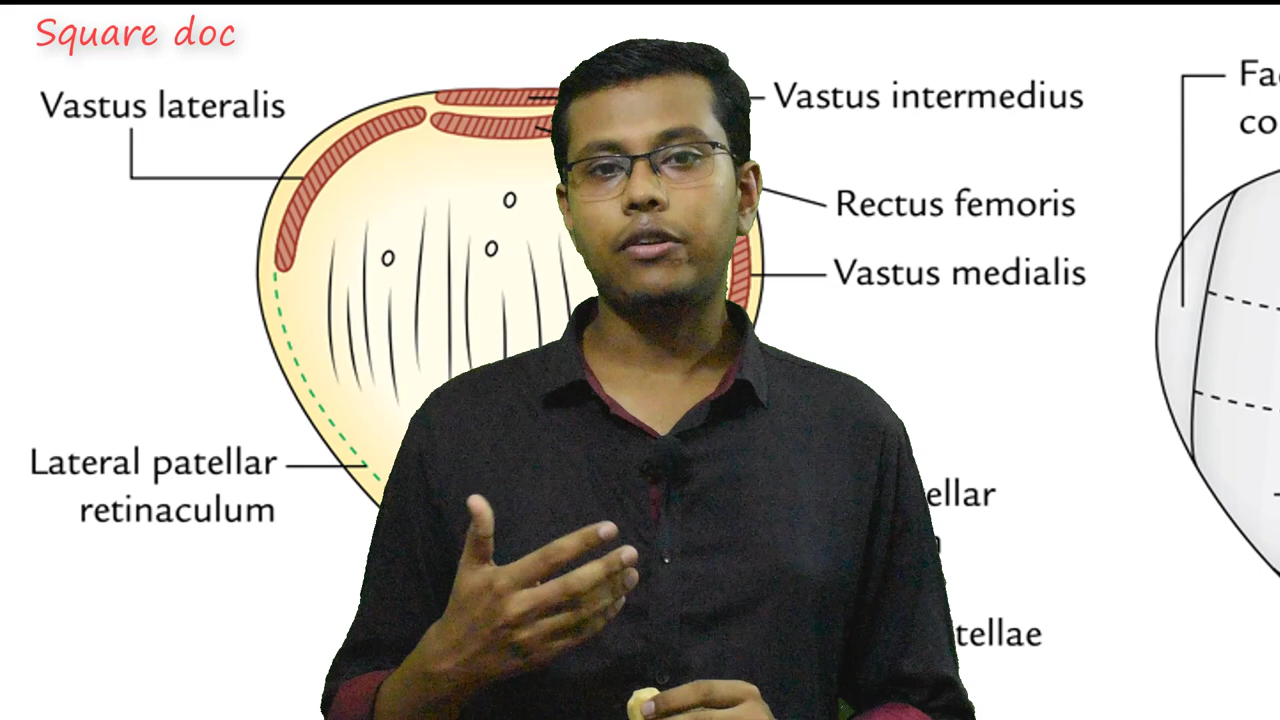 Square doc
Vastus lateralis
Vastus intermedius
Rectus femoris
Vastus medialis
Lateral patellar
retinaculum